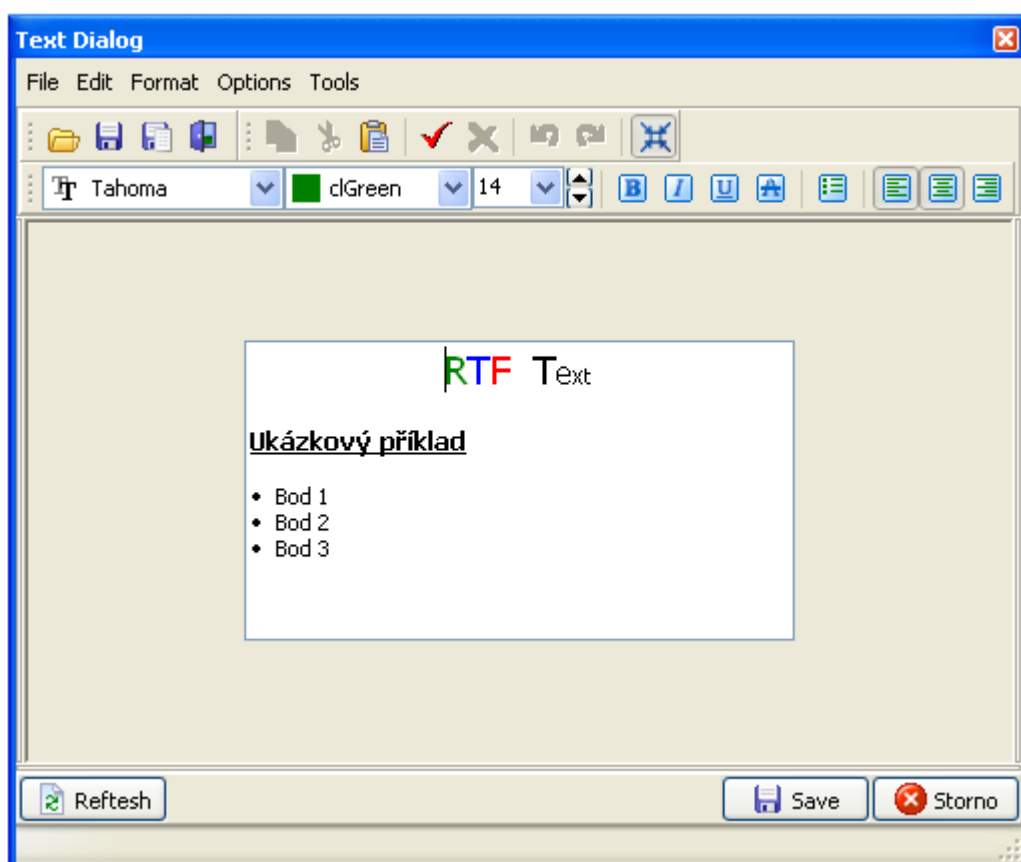 Text Dialog
File Edit Format Options Tools
Tahoma clGreen 14 B I U A
RTF Text
Ukázkový příklad
• Bod 1
• Bod 2
• Bod 3
Reftesh Save Storno